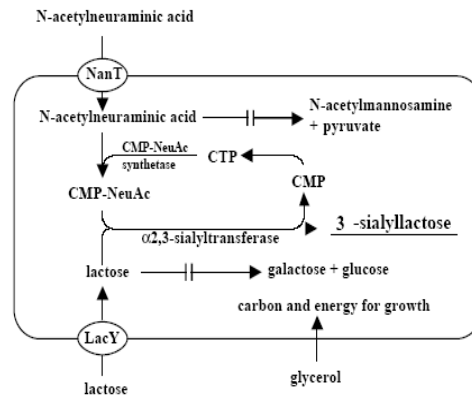 N-acetylneuraminic acid
NanT
N-acetylneuraminic acid
N-acetylmannosamine
+ pyruvate
CMP-NeuAc
synthetase
CTP
CMP
CMP-NeuAc
α2,3-sialyltransferase
3 -sialyllactose
lactose
galactose + glucose
carbon and energy for growth
LacY
lactose
glycerol